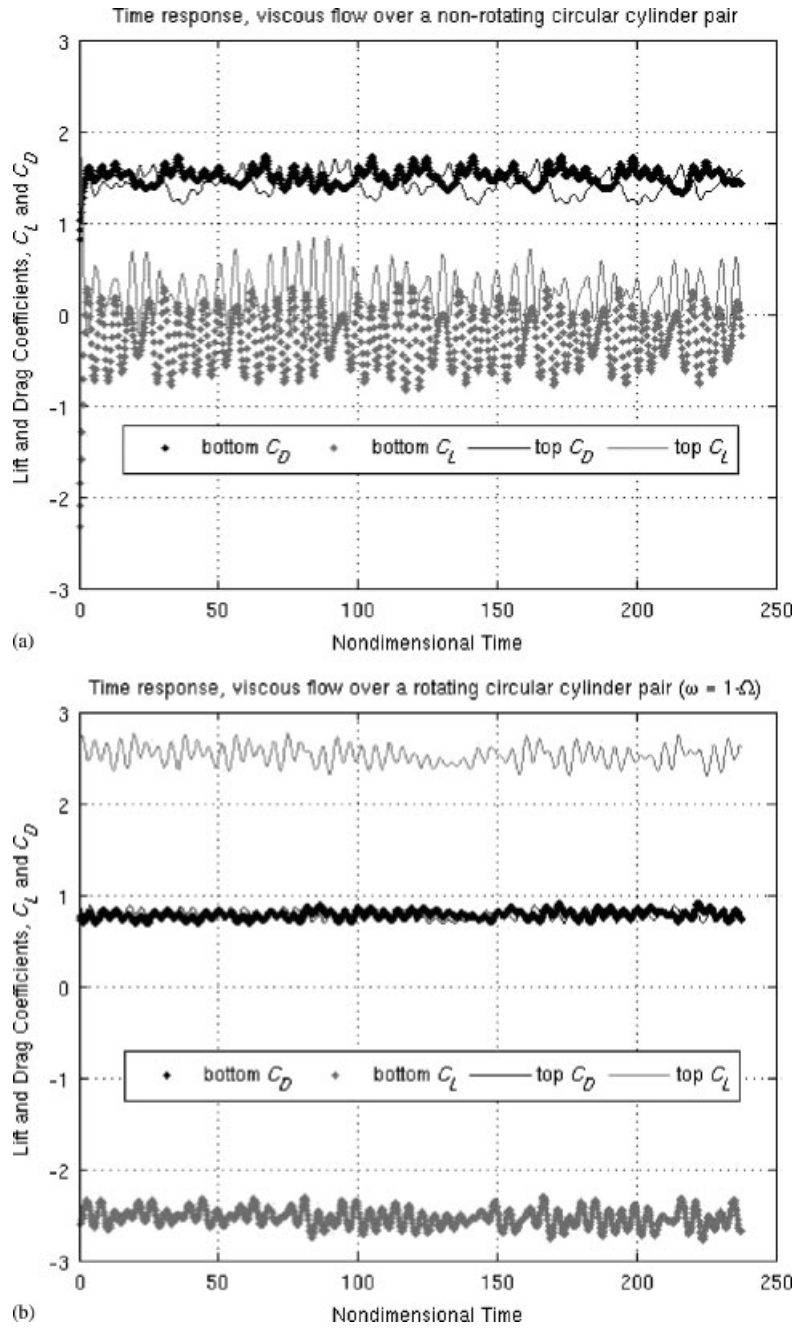 Time response, viscous flow over a non-rotating circular cylinder pair
3
2
1
0
-1
-2
-3
Lift and Drag Coefficients, C_L and C_D
bottom C_D bottom C_L top C_D top C_L
0 50 100 150 200 250
(a)
Nondimensional Time
Time response, viscous flow over a rotating circular cylinder pair (ω = 1-Ω)
3
2
1
0
-1
-2
-3
Lift and Drag Coefficients, C_L and C_D
bottom C_D bottom C_L top C_D top C_L
0 50 100 150 200 250
(b)
Nondimensional Time